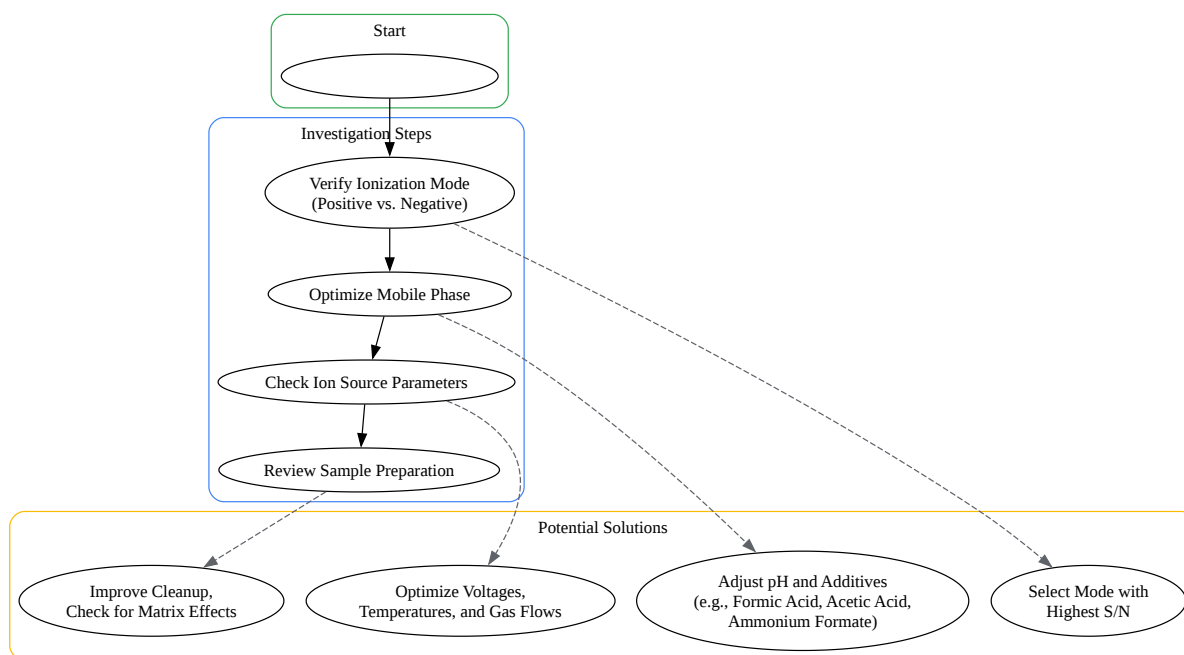 Start
Investigation Steps
Verify Ionization Mode
(Positive vs. Negative)
Optimize Mobile Phase
Check Ion Source Parameters
Review Sample Preparation
Potential Solutions
Improve Cleanup,
Check for Matrix Effects
Optimize Voltages,
Temperatures, and Gas Flows
Adjust pH and Additives
(e.g., Formic Acid, Acetic Acid,
Ammonium Formate)
Select Mode with
Highest S/N